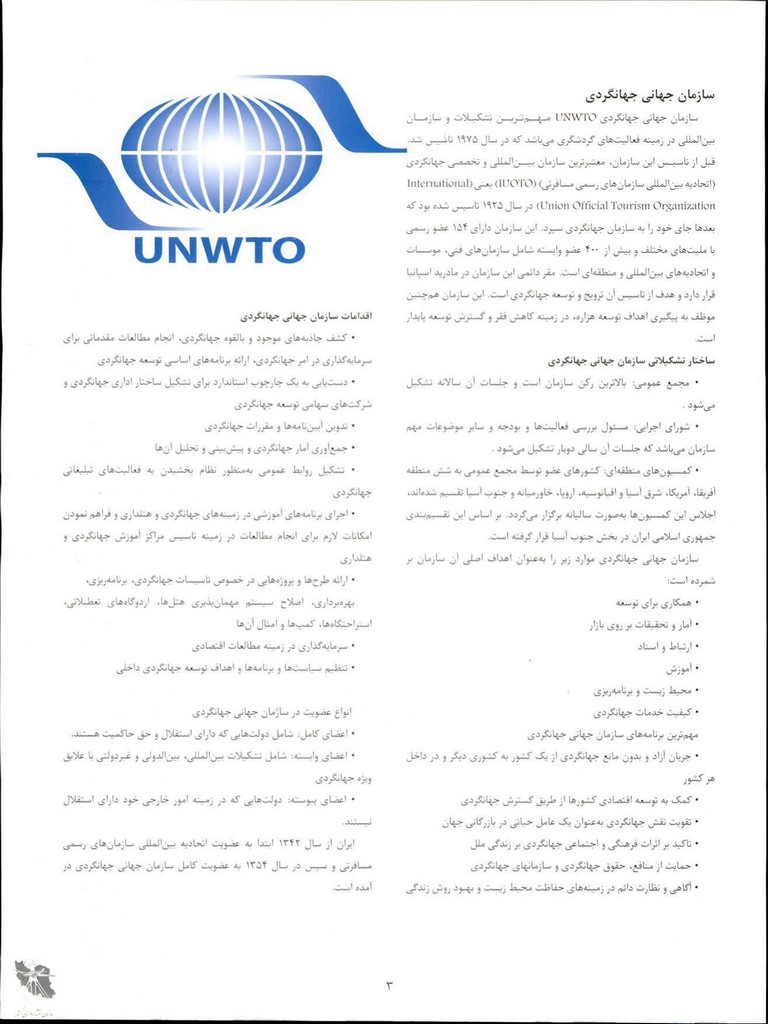 سازمان جهانی جهانگردی
سازمان جهانی جهانگردی UNWTO مـهـم‌تـریـن تشکیـلات و سازمـان
بین‌المللی در زمینه فعالیت‌های گردشگری می‌باشد که در سال ۱۹۷۵ تاسیس شد.
قبل از تاسیس این سازمان، معتبرترین سازمان بیـن‌المللی و تخصصی جهانگردی
(اتحادیه بین‌المللی سازمان‌های رسمی مسافرتی) (IUOTO) یعنی (International
Union Official Tourism Organization) در سال ۱۹۲۵ تاسیس شده بود که
بعدها جای خود را به سازمان جهانگردی سپرد. این سازمان دارای ۱۵۴ عضو رسمی
با ملیت‌های مختلف و بیش از ۴۰۰ عضو وابسته شامل سازمان‌های فنی، موسسات
و اتحادیه‌های بین‌المللی و منطقه‌ای است. مقر دائمی این سازمان در مادرید اسپانیا
قرار دارد و هدف از تاسیس آن ترویج و توسعه جهانگردی است. این سازمان هم‌چنین
موظف به پیگیری اهداف توسعه هزاره، در زمینه کاهش فقر و گسترش توسعه پایدار
است.
ساختار تشکیلاتی سازمان جهانی جهانگردی
• مجمع عمومی: بالاترین رکن سازمان است و جلسات آن سالانه تشکیل
می‌شود .
• شورای اجرایی: مسئول بررسی فعالیت‌ها و بودجه و سایر موضوعات مهم
سازمان می‌باشد که جلسات آن سالی دوبار تشکیل می‌شود .
• کمسیون‌های منطقه‌ای: کشورهای عضو توسط مجمع عمومی به شش منطقه
آفریقا، آمریکا، شرق آسیا و اقیانوسیه، اروپا، خاورمیانه و جنوب آسیا تقسیم شده‌اند،
اجلاس این کمسیون‌ها به‌صورت سالیانه برگزار می‌گردد. بر اساس این تقسیم‌بندی
جمهوری اسلامی ایران در بخش جنوب آسیا قرار گرفته است.
سازمان جهانی جهانگردی موارد زیر را به‌عنوان اهداف اصلی آن سازمان بر
شمرده است:
• همکاری برای توسعه
• آمار و تحقیقات بر روی بازار
• ارتباط و اسناد
• آموزش
• محیط زیست و برنامه‌ریزی
• کیفیت خدمات جهانگردی
مهم‌ترین برنامه‌های سازمان جهانی جهانگردی
• جریان آزاد و بدون مانع جهانگردی از یک کشور به کشوری دیگر و در داخل
هر کشور
• کمک به توسعه اقتصادی کشورها از طریق گسترش جهانگردی
• تقویت نقش جهانگردی به‌عنوان یک عامل حیاتی در بازرگانی جهان
• تاکید بر اثرات فرهنگی و اجتماعی جهانگردی بر زندگی ملل
• حمایت از منافع، حقوق جهانگردی و سازمانهای جهانگردی
• آگاهی و نظارت دائم در زمینه‌های حفاظت محیط زیست و بهبود روش زندگی
UNWTO
اقدامات سازمان جهانی جهانگردی
• کشف جاذبه‌های موجود و بالقوه جهانگردی، انجام مطالعات مقدماتی برای
سرمایه‌گذاری در امر جهانگردی، ارائه برنامه‌های اساسی توسعه جهانگردی
• دست‌یابی به یک چارچوب استاندارد برای تشکیل ساختار اداری جهانگردی و
شرکت‌های سهامی توسعه جهانگردی
• تدوین آیین‌نامه‌ها و مقررات جهانگردی
• جمع‌آوری آمار جهانگردی و پیش‌بینی و تحلیل آن‌ها
• تشکیل روابط عمومی به‌منظور نظام بخشیدن به فعالیت‌های تبلیغاتی
جهانگردی
• اجرای برنامه‌های آموزشی در زمینه‌های جهانگردی و هتلداری و فراهم نمودن
امکانات لازم برای انجام مطالعات در زمینه تاسیس مراکز آموزش جهانگردی و
هتلداری
• ارائه طرح‌ها و پروژه‌هایی در خصوص تاسیسات جهانگردی، برنامه‌ریزی،
بهره‌برداری، اصلاح سیستم مهمان‌پذیری هتل‌ها، اردوگاه‌های تعطیلاتی،
استراحتگاه‌ها، کمپ‌ها و امثال آن‌ها
• سرمایه‌گذاری در زمینه مطالعات اقتصادی
• تنظیم سیاست‌ها و برنامه‌ها و اهداف توسعه جهانگردی داخلی
انواع عضویت در سازمان جهانی جهانگردی
• اعضای کامل: شامل دولت‌هایی که دارای استقلال و حق حاکمیت هستند.
• اعضای وابسته: شامل تشکیلات بین‌المللی، بین‌الدولی و غیردولتی با علایق
ویژه جهانگردی
• اعضای پیوسته: دولت‌هایی که در زمینه امور خارجی خود دارای استقلال
نیستند.
ایران از سال ۱۳۴۲ ابتدا به عضویت اتحادیه بین‌المللی سازمان‌های رسمی
مسافرتی و سپس در سال ۱۳۵۴ به عضویت کامل سازمان جهانی جهانگردی در
آمده است.
۳